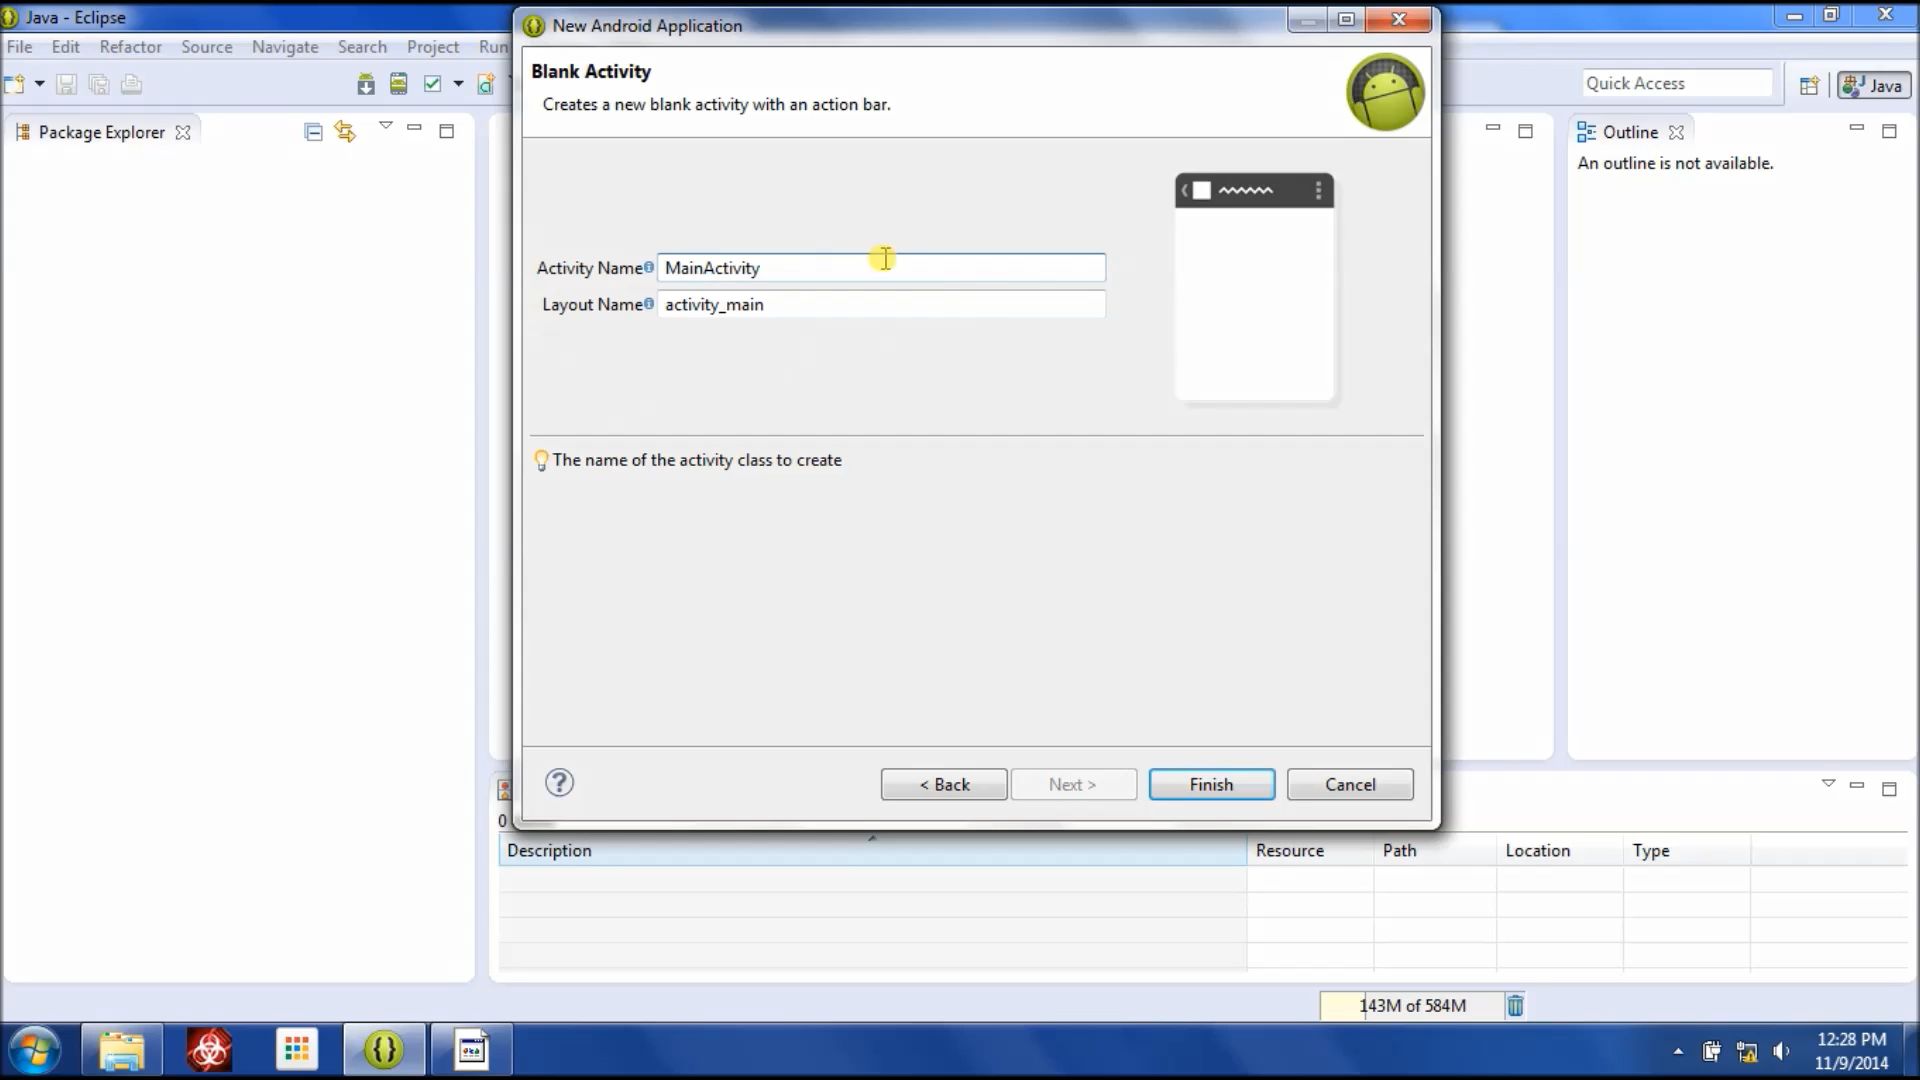 Java - Eclipse
File Edit Refactor Source Navigate Search Project Run
Quick Access
Java
Package Explorer
Outline
An outline is not available.
New Android Application
Blank Activity
Creates a new blank activity with an action bar.
Activity Name MainActivity
Layout Name activity_main
The name of the activity class to create
< Back Next > Finish Cancel
0
Description Resource Path Location Type
143M of 584M
12:28 PM
11/9/2014